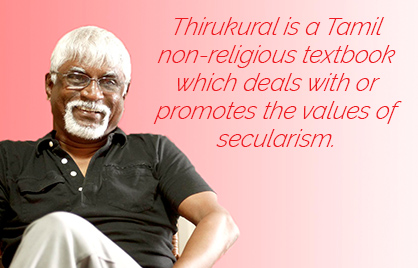 Thirukural is a Tamil
non-religious textbook
which deals with or
promotes the values of
secularism.